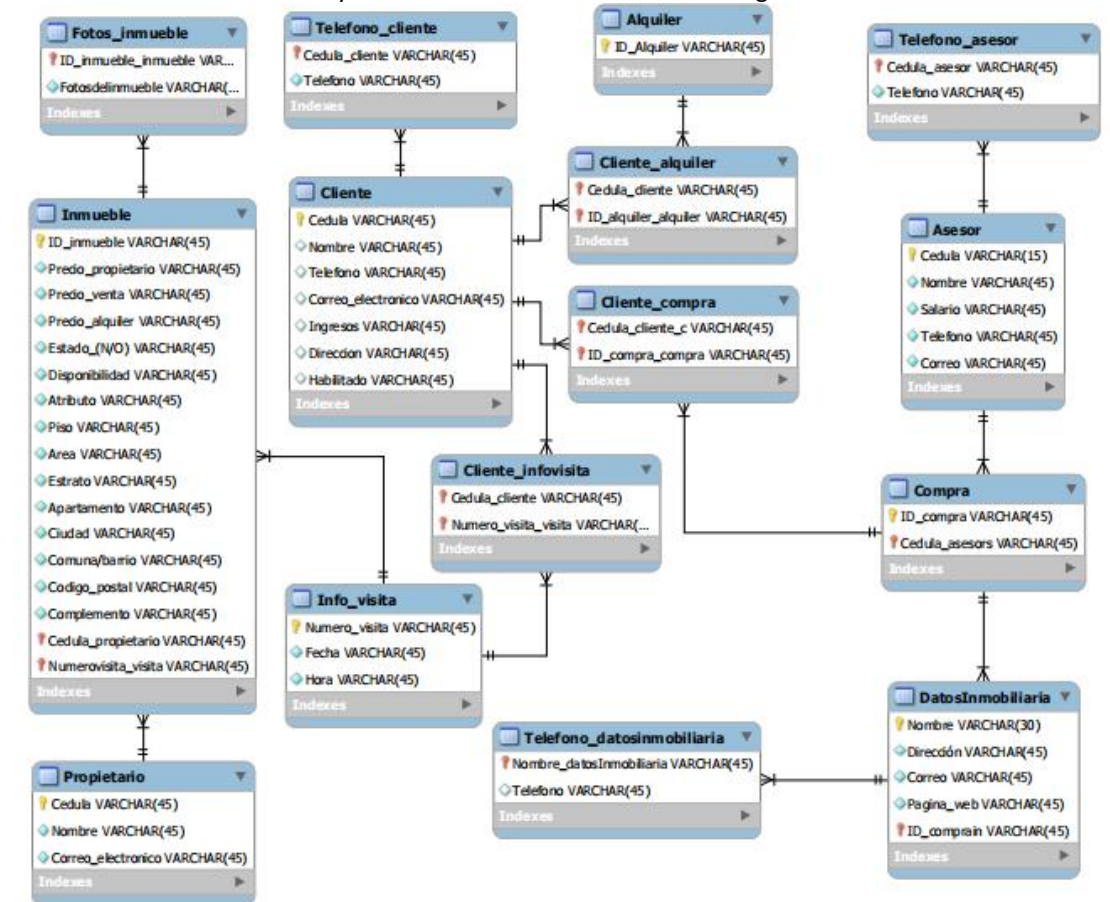 Fotos_inmueble
ID_inmueble_inmueble VAR...
Fotosdelinmueble VARCHAR(...
Indexes
Telefono_cliente
Cedula_cliente VARCHAR(45)
Telefono VARCHAR(45)
Indexes
Alquiler
ID_Alquiler VARCHAR(45)
Indexes
Telefono_asesor
Cedula_asesor VARCHAR(45)
Telefono VARCHAR(45)
Indexes
Inmueble
ID_inmueble VARCHAR(45)
Precio_propietario VARCHAR(45)
Precio_venta VARCHAR(45)
Precio_alquiler VARCHAR(45)
Estado_(N/O) VARCHAR(45)
Disponibilidad VARCHAR(45)
Atributo VARCHAR(45)
Piso VARCHAR(45)
Area VARCHAR(45)
Estrato VARCHAR(45)
Apartamento VARCHAR(45)
Ciudad VARCHAR(45)
Comuna/barrio VARCHAR(45)
Codigo_postal VARCHAR(45)
Complemento VARCHAR(45)
Cedula_propietario VARCHAR(45)
Numerovisita_visita VARCHAR(45)
Indexes
Cliente
Cedula VARCHAR(45)
Nombre VARCHAR(45)
Telefono VARCHAR(45)
Correo_electronico VARCHAR(45)
Ingresos VARCHAR(45)
Direccion VARCHAR(45)
Habilitado VARCHAR(45)
Indexes
Cliente_alquiler
Cedula_cliente VARCHAR(45)
ID_alquiler_alquiler VARCHAR(45)
Indexes
Cliente_compra
Cedula_cliente_c VARCHAR(45)
ID_compra_compra VARCHAR(45)
Indexes
Asesor
Cedula VARCHAR(15)
Nombre VARCHAR(45)
Salario VARCHAR(45)
Telefono VARCHAR(45)
Correo VARCHAR(45)
Indexes
Cliente_infovisita
Cedula_cliente VARCHAR(45)
Numero_visita_visita VARCHAR(...
Indexes
Compra
ID_compra VARCHAR(45)
Cedula_asesors VARCHAR(45)
Indexes
Info_visita
Numero_visita VARCHAR(45)
Fecha VARCHAR(45)
Hora VARCHAR(45)
Indexes
DatosInmobiliaria
Nombre VARCHAR(30)
Dirección VARCHAR(45)
Correo VARCHAR(45)
Pagina_web VARCHAR(45)
ID_comprain VARCHAR(45)
Indexes
Telefono_datosinmobiliaria
Nombre_datosInmobiliaria VARCHAR(45)
Telefono VARCHAR(45)
Indexes
Propietario
Cedula VARCHAR(45)
Nombre VARCHAR(45)
Correo_electronico VARCHAR(45)
Indexes